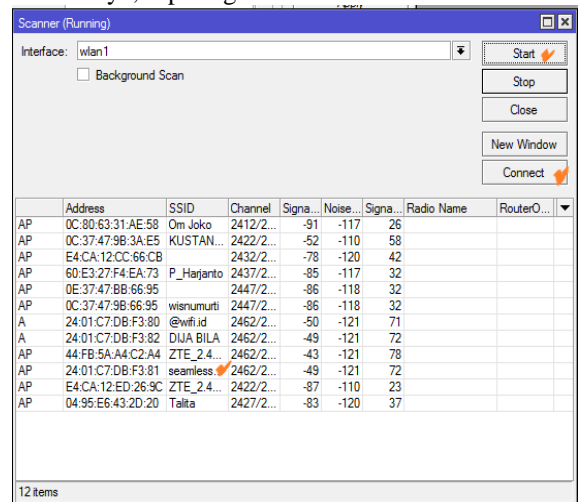 Scanner (Running)
Interface: wlan1
Start
Background Scan
Stop
Close
New Window
Connect
Address SSID Channel Signa... Noise... Signa... Radio Name RouterO...
AP 0C:80:63:31:AE:58 Om Joko 2412/2... -91 -117 26
AP 0C:37:47:9B:3A:E5 KUSTAN... 2422/2... -52 -110 58
AP E4:CA:12:CC:66:CB 2432/2... -78 -120 42
AP 60:E3:27:F4:EA:73 P_Harjanto 2437/2... -85 -117 32
AP 0E:37:47:BB:66:95 2447/2... -86 -118 32
AP 0C:37:47:9B:66:95 wisnumurti 2447/2... -86 -118 32
A 24:01:C7:DB:F3:80 @wifi.id 2462/2... -50 -121 71
A 24:01:C7:DB:F3:82 DIJA BILA 2462/2... -49 -121 72
AP 44:FB:5A:A4:C2:A4 ZTE_2.4... 2462/2... -43 -121 78
AP 24:01:C7:DB:F3:81 seamless. 2462/2... -49 -121 72
AP E4:CA:12:ED:26:9C ZTE_2.4... 2422/2... -87 -110 23
AP 04:95:E6:43:2D:20 Talita 2427/2... -83 -120 37
12 items